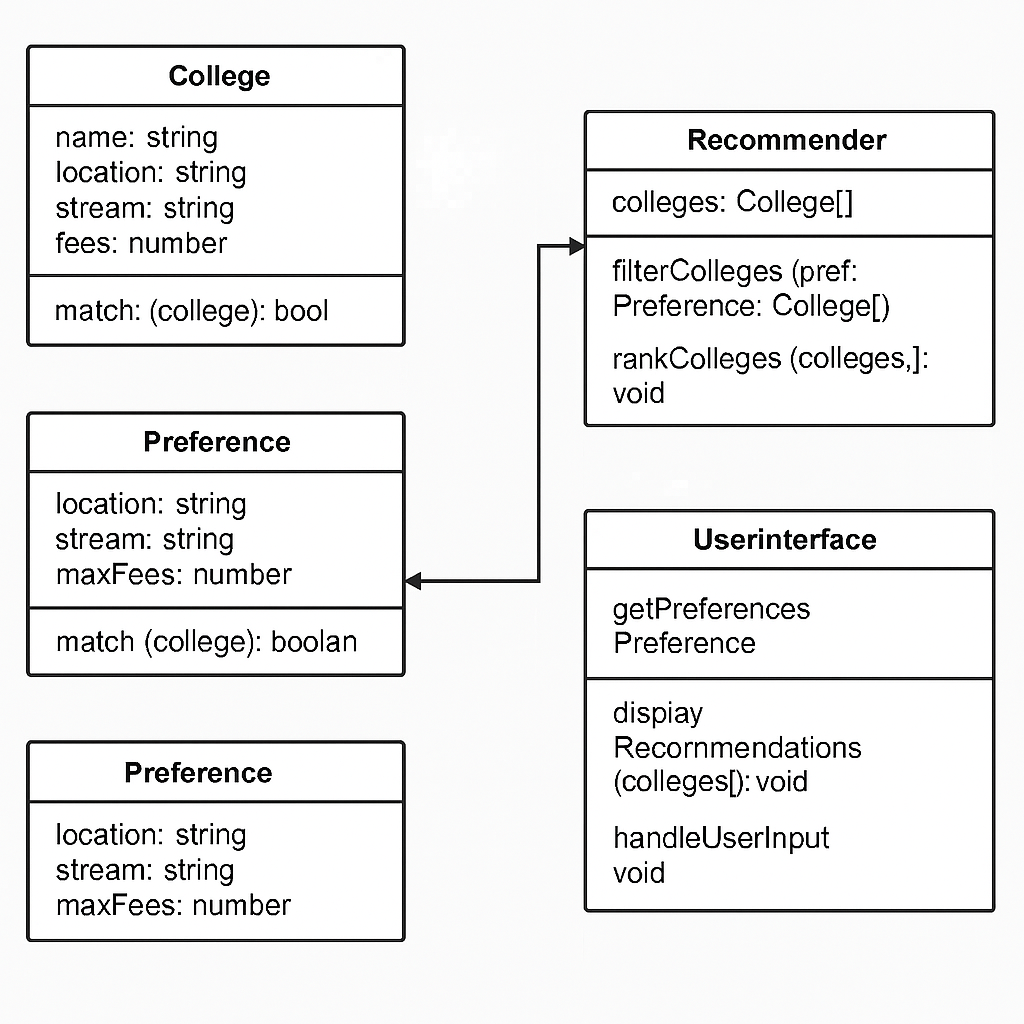 College
name: string
location: string
stream: string
fees: number
match: (college): bool
Preference
location: string
stream: string
maxFees: number
match (college): boolan
Preference
location: string
stream: string
maxFees: number
Recommender
colleges: College[]
filterColleges (pref:
Preference: College[)
rankColleges (colleges,]:
void
Userinterface
getPreferences
Preference
dispiay
Recornmendations
(colleges[): void
handleUserInput
void